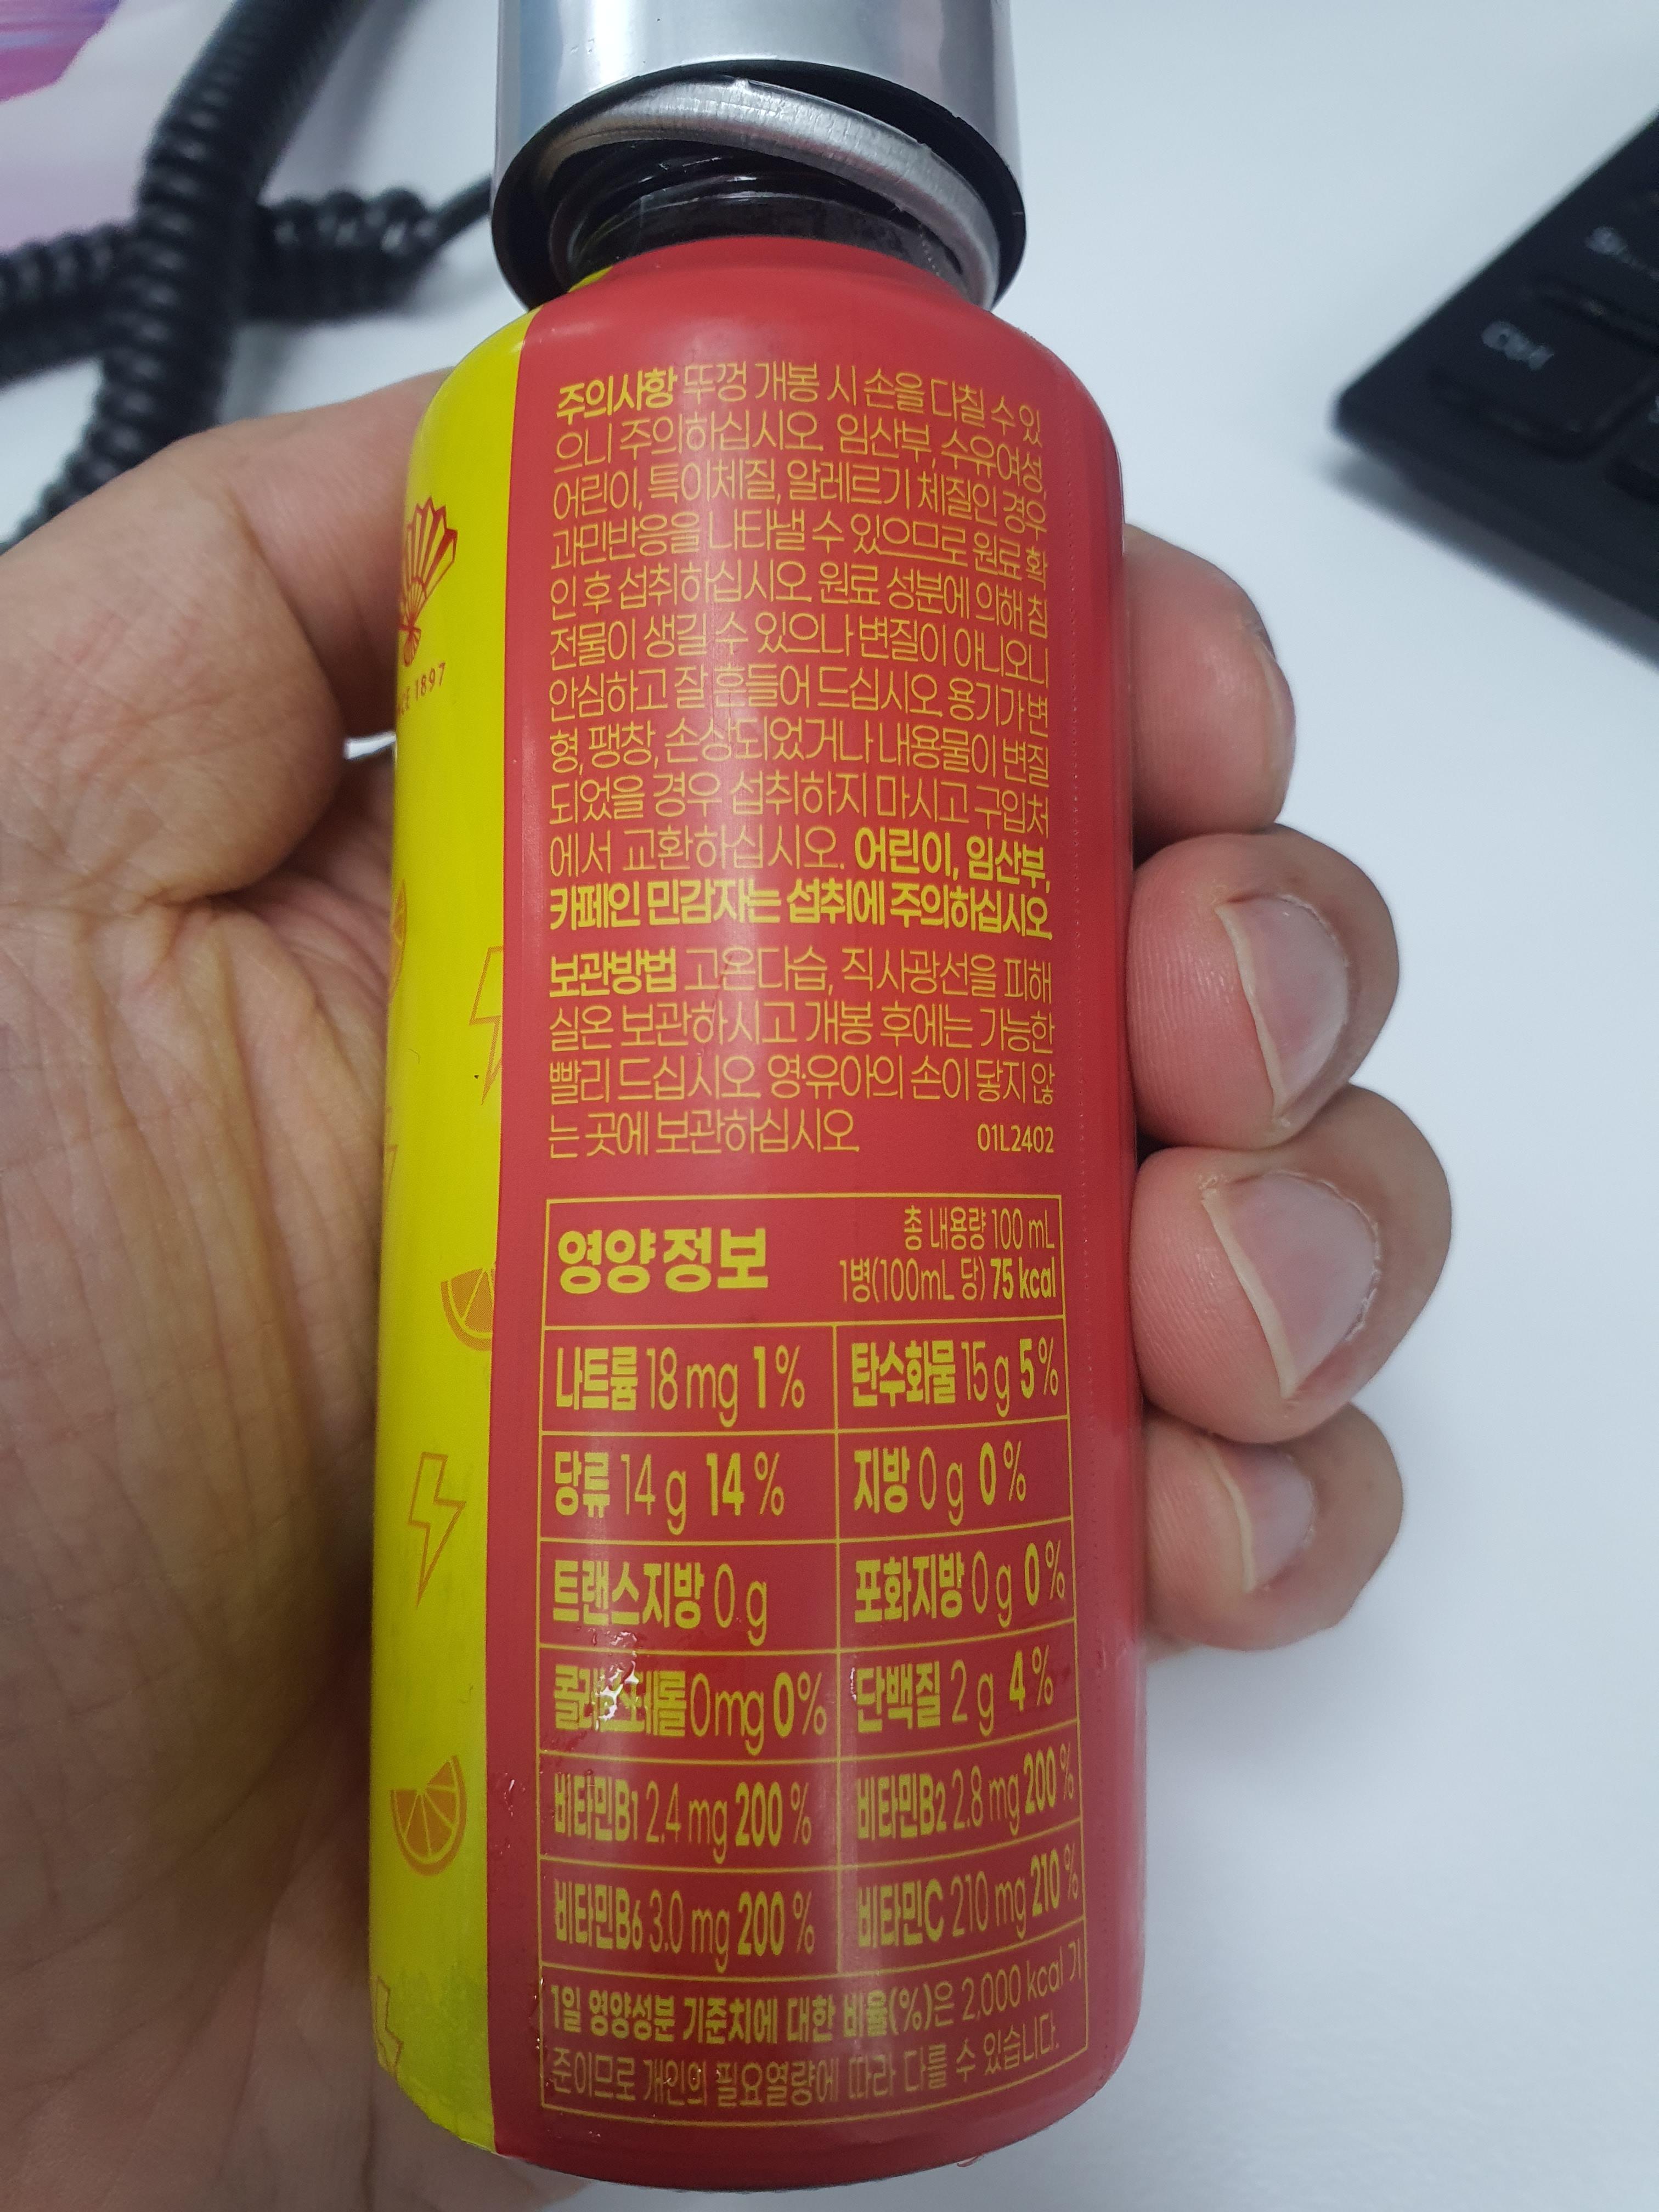 주의사항 뚜껑 개봉 시 손을 다칠 수 있
으니 주의하십시오. 임산부, 수유여성,
어린이, 특이체질, 알레르기 체질인 경우
과민반응을 나타낼 수 있으므로 원료 확
인 후 섭취하십시오. 원료 성분에 의해 침
전물이 생길 수 있으나 변질이 아니오니
안심하고 잘 흔들어 드십시오. 용기가 변
형, 팽창, 손상되었거나 내용물이 변질
되었을 경우 섭취하지 마시고 구입처
에서 교환하십시오. 어린이, 임산부,
카페인 민감자는 섭취에 주의하십시오.
보관방법 고온다습, 직사광선을 피해
실온 보관하시고 개봉 후에는 가능한
빨리 드십시오. 영·유아의 손이 닿지 않
는 곳에 보관하십시오.
01L2402
영양정보
총 내용량 100 mL
1병(100mL 당) 75 kcal
나트륨 18 mg 1 %
탄수화물 15 g 5 %
당류 14 g 14 %
지방 0 g 0 %
트랜스지방 0 g
포화지방 0 g 0 %
콜레스테롤 0mg 0 %
단백질 2 g 4 %
비타민B1 2.4 mg 200 %
비타민B2 2.8 mg 200 %
비타민B6 3.0 mg 200 %
비타민C 210 mg 210 %
1일 영양성분 기준치에 대한 비율(%)은 2,000 kcal 기
준이므로 개인의 필요열량에 따라 다를 수 있습니다.
1897